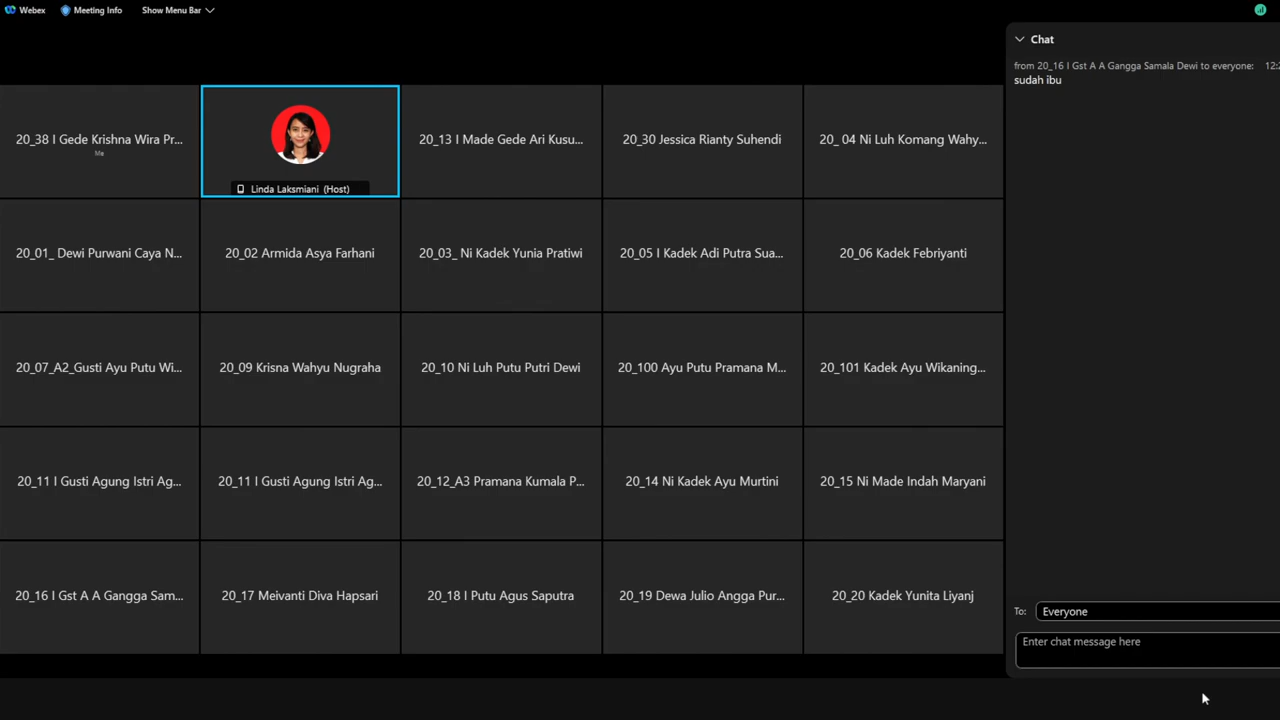 Webex Meeting Info Show Menu Bar
Chat
from 20_16 I Gst A A Gangga Samala Dewi to everyone:
sudah ibu
20_38 I Gede Krishna Wira Pr...
Me
Linda Laksmiani (Host)
20_13 I Made Gede Ari Kusu...
20_30 Jessica Rianty Suhendi
20_ 04 Ni Luh Komang Wahy...
20_01_ Dewi Purwani Caya N...
20_02 Armida Asya Farhani
20_03_ Ni Kadek Yunia Pratiwi
20_05 I Kadek Adi Putra Sua...
20_06 Kadek Febriyanti
20_07_A2_Gusti Ayu Putu Wi...
20_09 Krisna Wahyu Nugraha
20_10 Ni Luh Putu Putri Dewi
20_100 Ayu Putu Pramana M...
20_101 Kadek Ayu Wikaning...
20_11 I Gusti Agung Istri Ag...
20_11 I Gusti Agung Istri Ag...
20_12_A3 Pramana Kumala P...
20_14 Ni Kadek Ayu Murtini
20_15 Ni Made Indah Maryani
20_16 I Gst A A Gangga Sam...
20_17 Meivanti Diva Hapsari
20_18 I Putu Agus Saputra
20_19 Dewa Julio Angga Pur...
20_20 Kadek Yunita Liyanj
To: Everyone
Enter chat message here